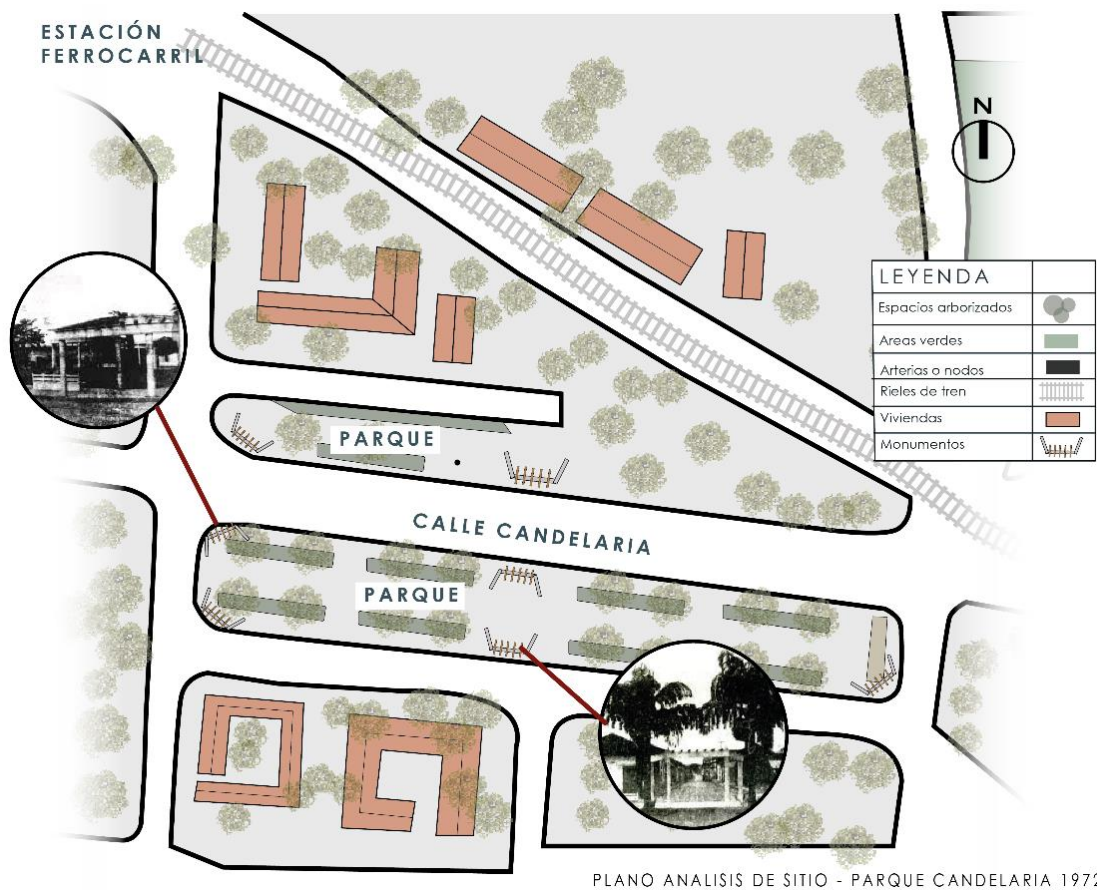 ESTACIÓN
FERROCARRIL
N
LEYENDA
Espacios arborizados
Areas verdes
Arterias o nodos
Rieles de tren
Viviendas
Monumentos
PARQUE
CALLE CANDELARIA
PARQUE
PLANO ANALISIS DE SITIO - PARQUE CANDELARIA 1972